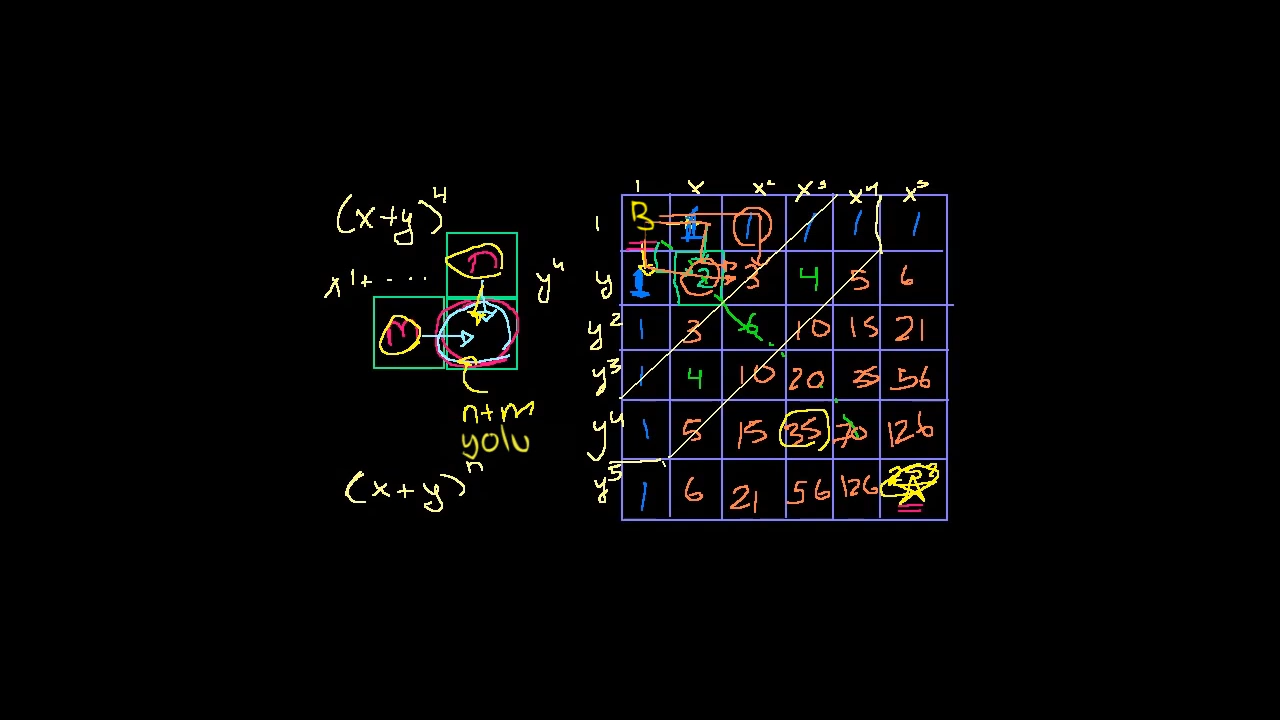 (x+y)^4
x^4+ ... y^4
n
m
n+m
yolu
(x+y)^n
1 x x² x³ x⁴ x⁵
1 B 1 1 1 1 1
y 1 2 3 4 5 6
y² 1 3 6 10 15 21
y³ 1 4 10 20 35 56
y⁴ 1 5 15 35 70 126
y⁵ 1 6 21 56 126 252